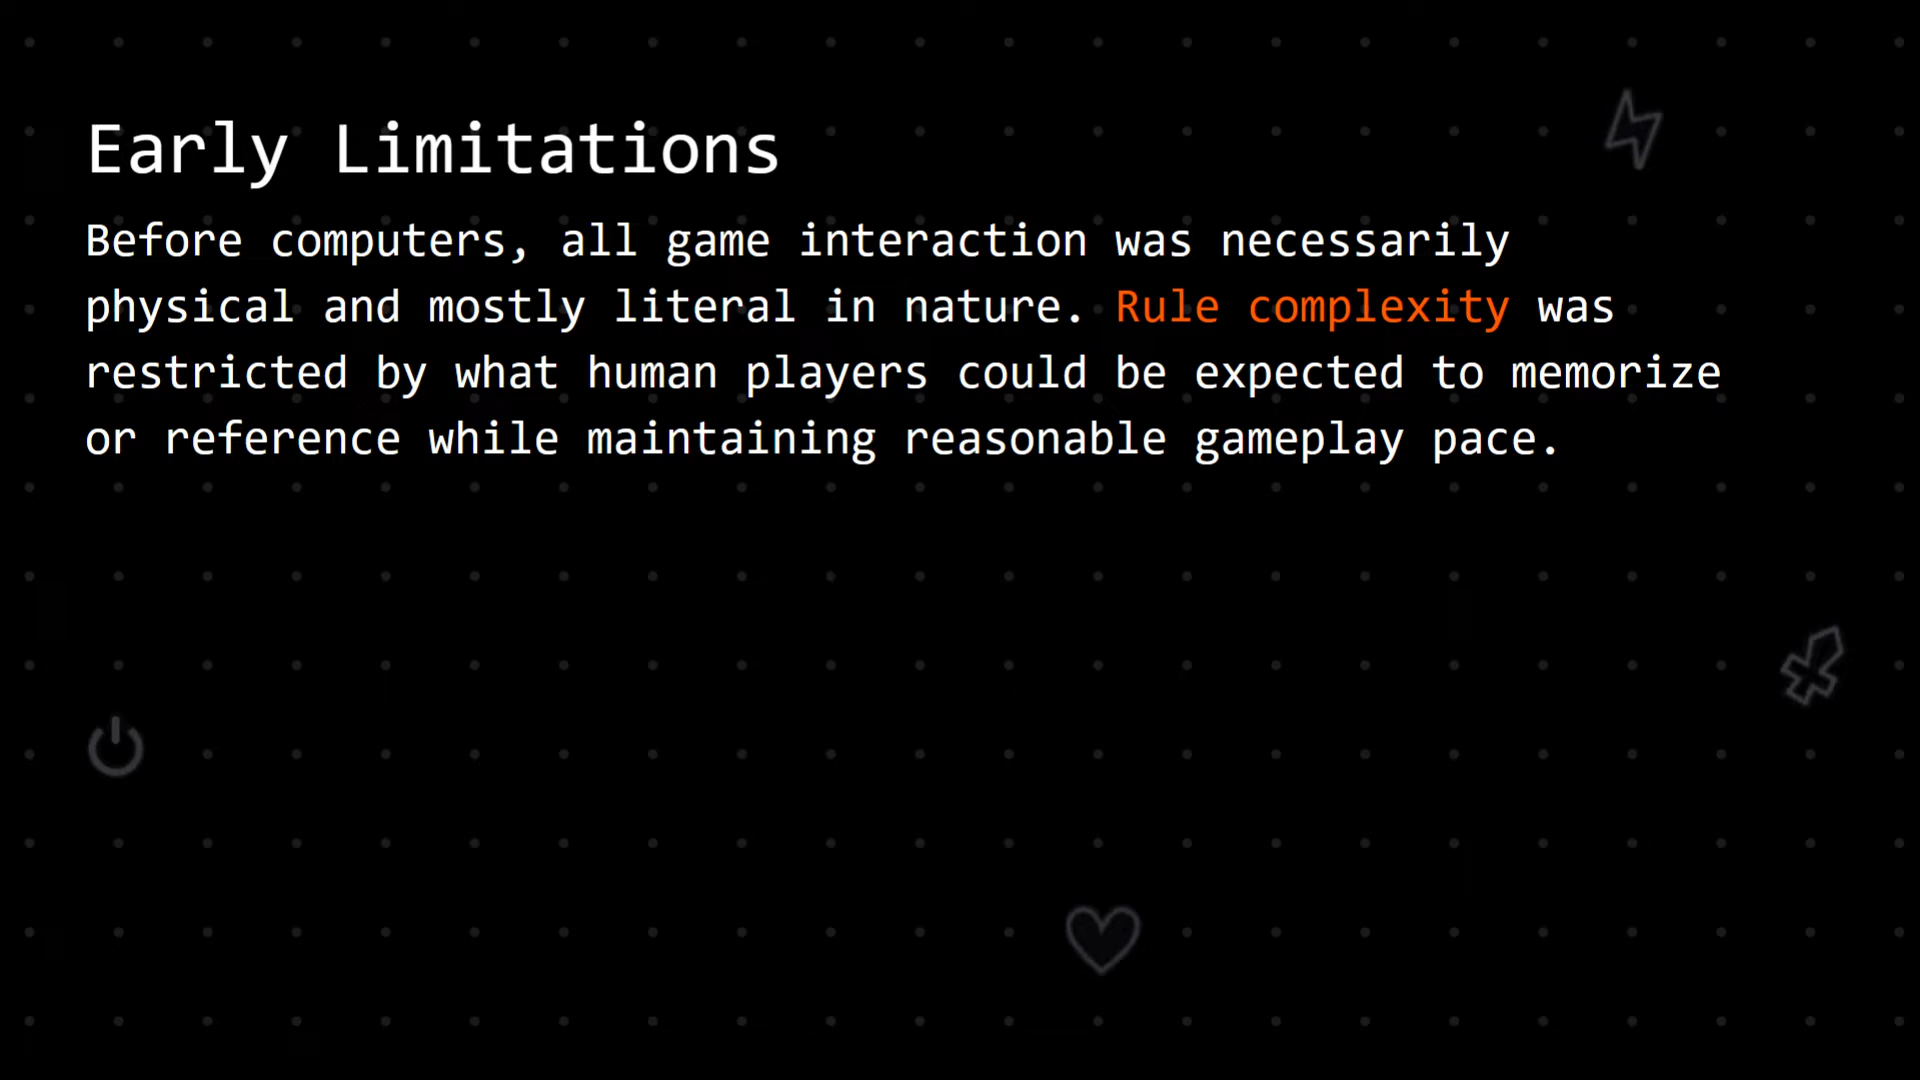 Early Limitations
Before computers, all game interaction was necessarily
physical and mostly literal in nature. Rule complexity was
restricted by what human players could be expected to memorize
or reference while maintaining reasonable gameplay pace.